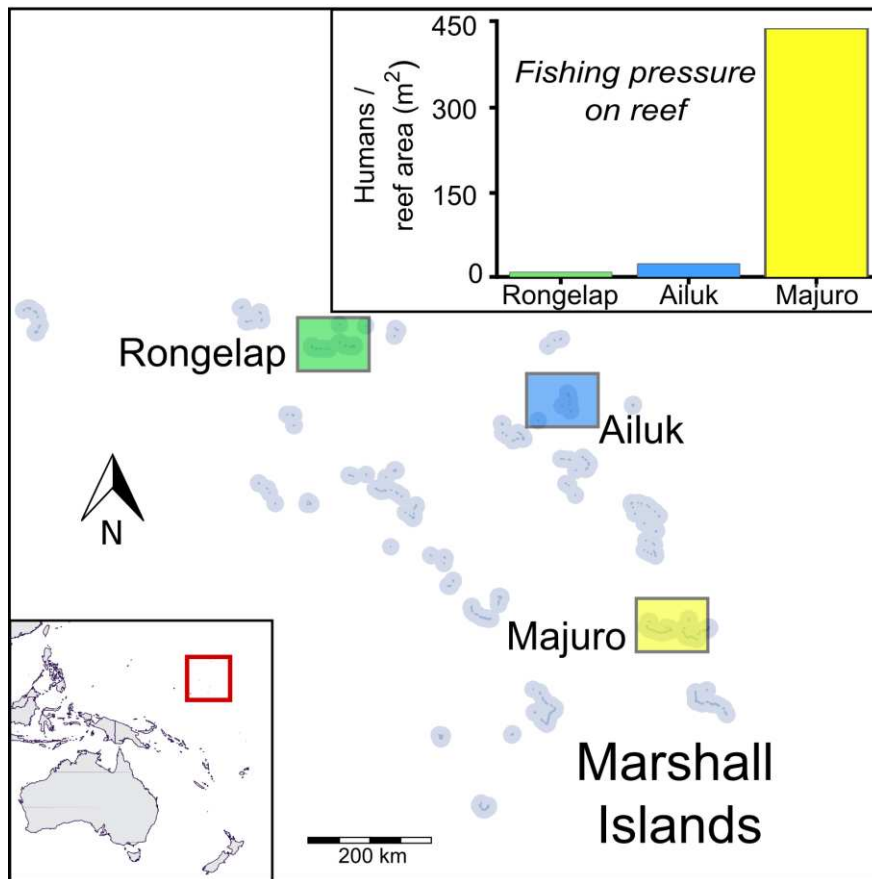 450
300
150
0
Humans /
reef area (m²)
Fishing pressure
on reef
Rongelap
Ailuk
Majuro
Rongelap
Ailuk
N
Majuro
Marshall
Islands
200 km